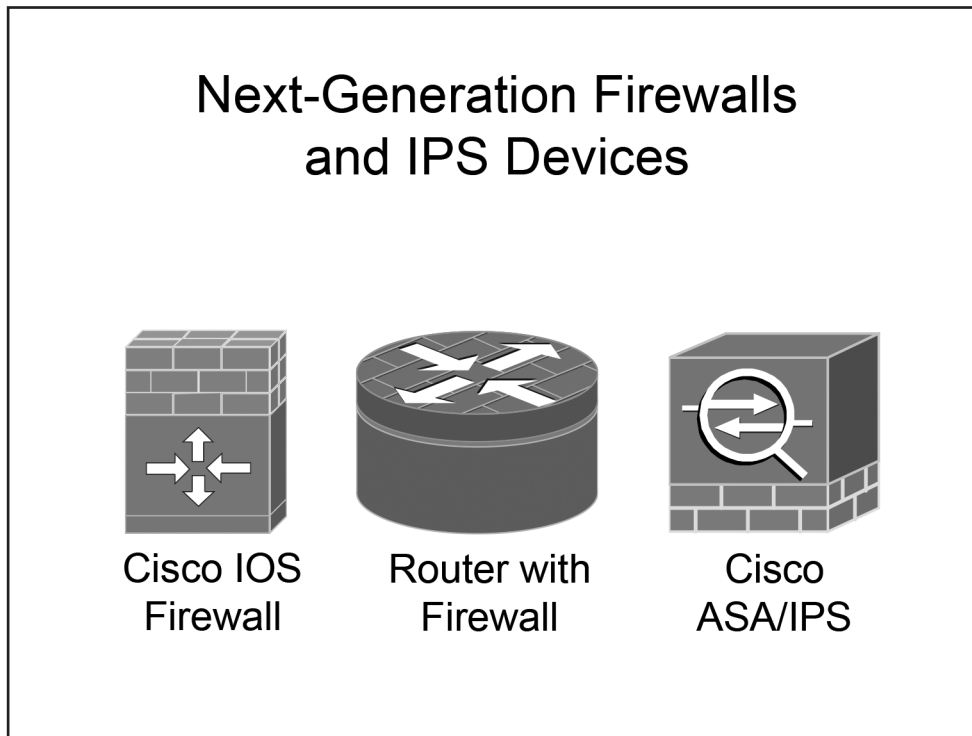 Next-Generation Firewalls
and IPS Devices
Cisco IOS
Firewall
Router with
Firewall
Cisco
ASA/IPS